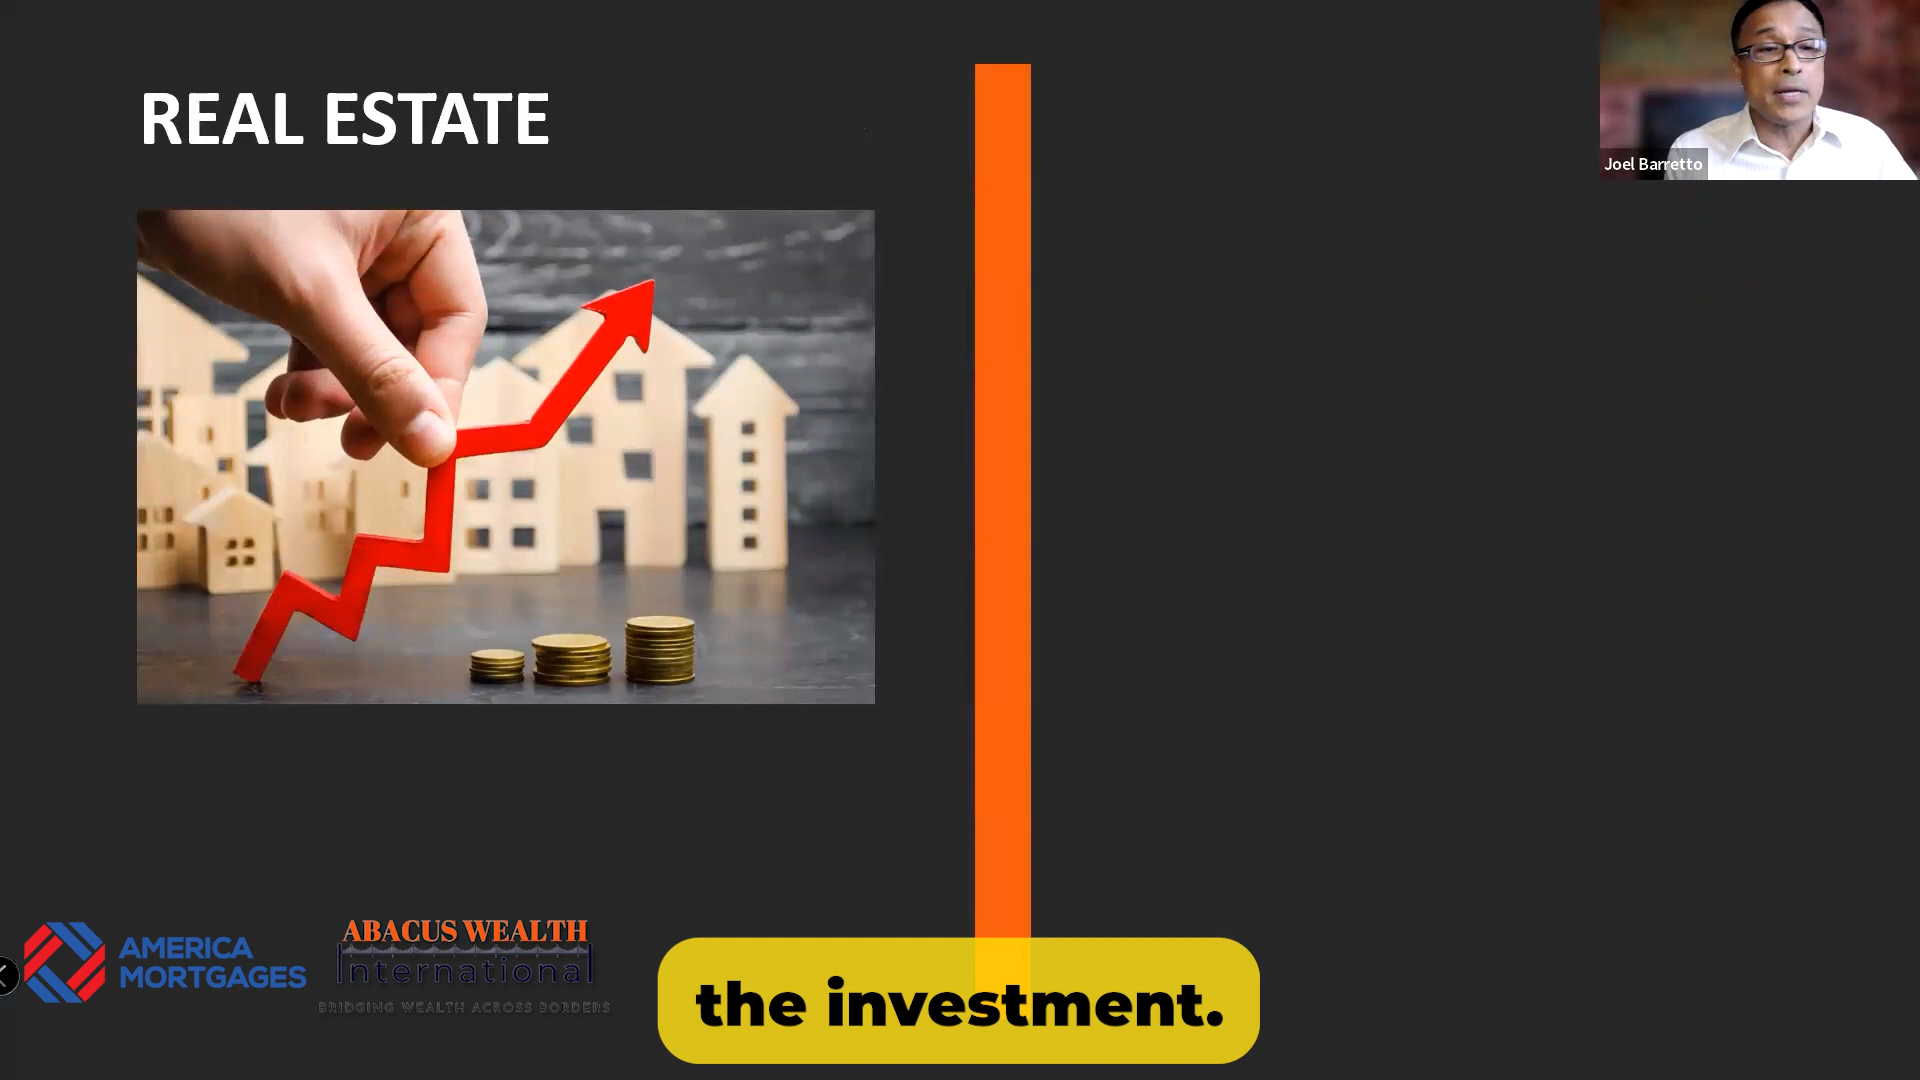 REAL ESTATE
Joel Barretto
AMERICA
MORTGAGES
ABACUS WEALTH
International
BRIDGING WEALTH ACROSS BORDERS
the investment.